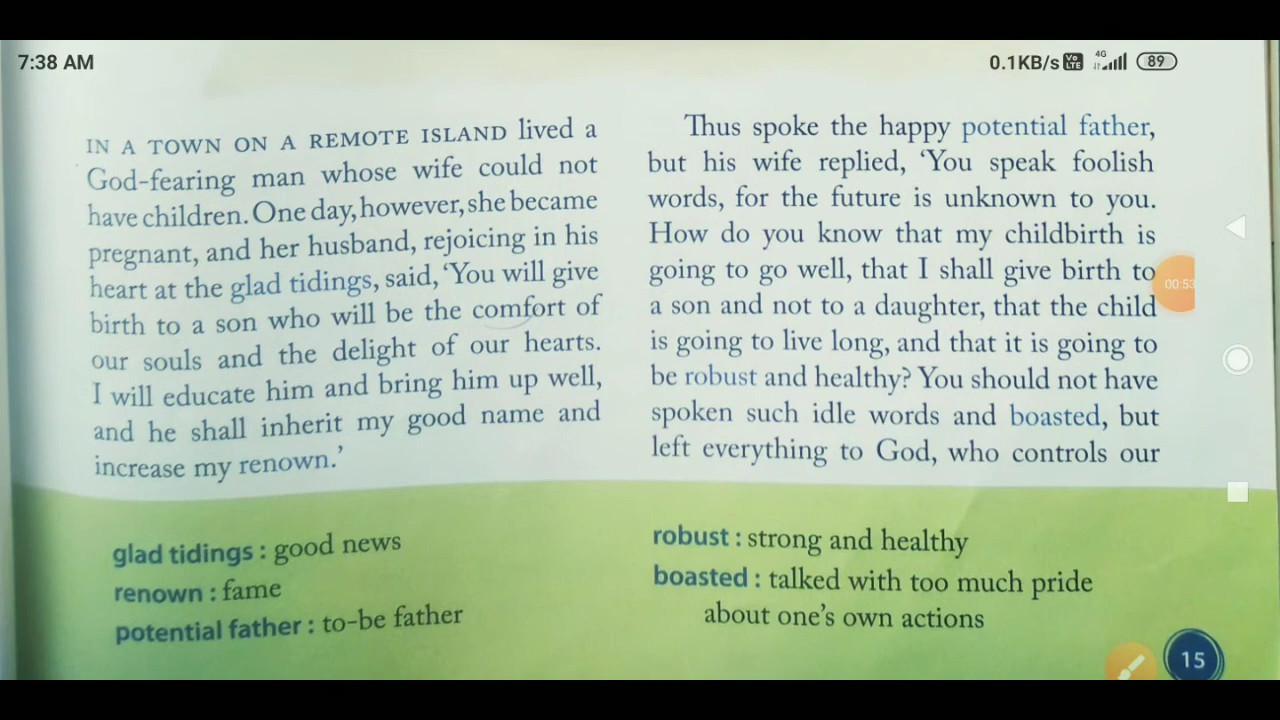 7:38 AM
0.1KB/s Vo LTE 4G 89
IN A TOWN ON A REMOTE ISLAND lived a
God-fearing man whose wife could not
have children. One day, however, she became
pregnant, and her husband, rejoicing in his
heart at the glad tidings, said, ‘You will give
birth to a son who will be the comfort of
our souls and the delight of our hearts.
I will educate him and bring him up well,
and he shall inherit my good name and
increase my renown.’
Thus spoke the happy potential father,
but his wife replied, ‘You speak foolish
words, for the future is unknown to you.
How do you know that my childbirth is
going to go well, that I shall give birth to
a son and not to a daughter, that the child
is going to live long, and that it is going to
be robust and healthy? You should not have
spoken such idle words and boasted, but
left everything to God, who controls our
00:53
glad tidings : good news
renown : fame
potential father : to-be father
robust : strong and healthy
boasted : talked with too much pride
about one’s own actions
15